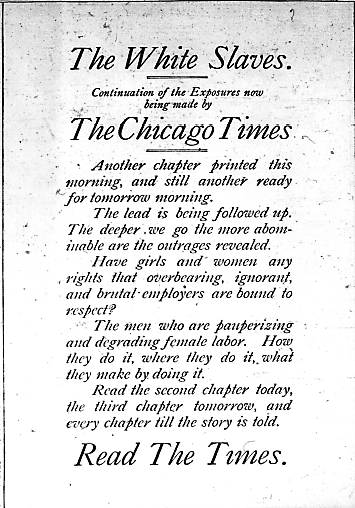 The White Slaves.
Continuation of the Exposures now
being made by
The Chicago Times
Another chapter printed this
morning, and still another ready
for tomorrow morning.
The lead is being followed up.
The deeper we go the more abom-
inable are the outrages revealed.
Have girls and women any
rights that overbearing, ignorant,
and brutal employers are bound to
respect?
The men who are pauperizing
and degrading female labor. How
they do it, where they do it, what
they make by doing it.
Read the second chapter today,
the third chapter tomorrow, and
every chapter till the story is told.
Read The Times.